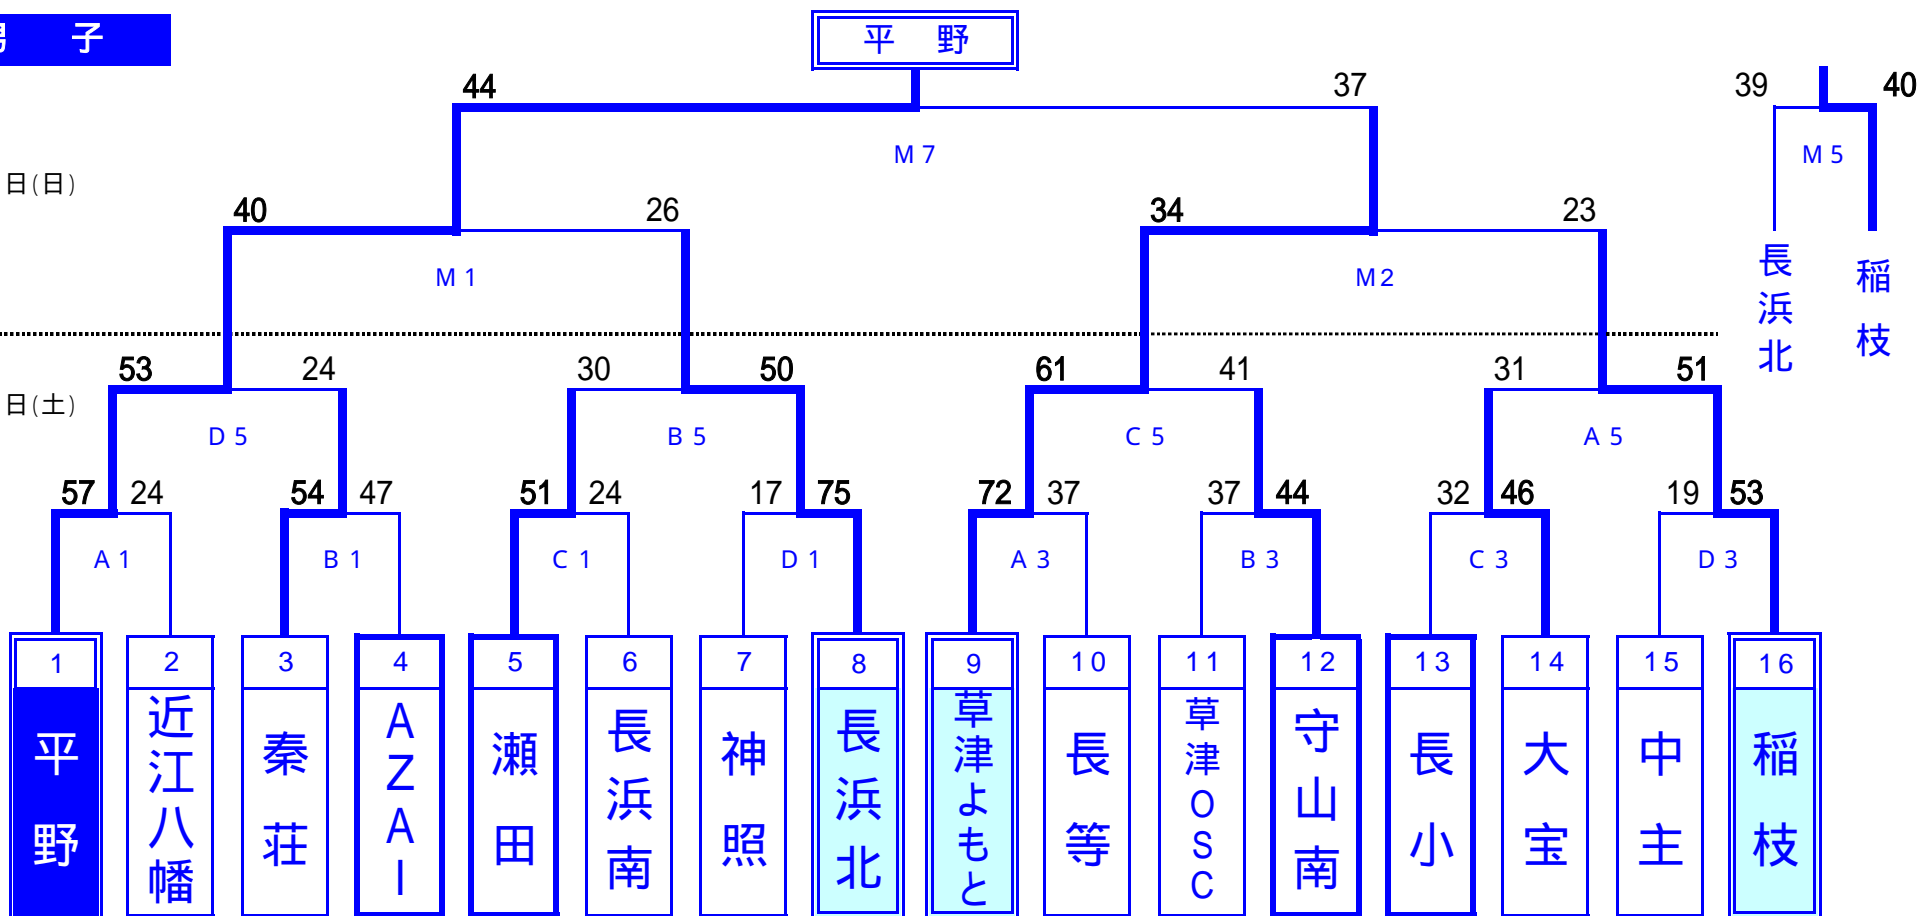 男 子
平 野
44 37
39 40
M 7
M 5
日(日)
40 26 34 23
M 1 M 2
長浜北
稲枝
53 24 30 50 61 41 31 51
日(土)
D 5 B 5 C 5 A 5
57 24 54 47 51 24 17 75 72 37 37 44 32 46 19 53
A 1 B 1 C 1 D 1 A 3 B 3 C 3 D 3
1 2 3 4 5 6 7 8 9 10 11 12 13 14 15 16
平野
近江八幡
秦荘
AZAI
瀬田
長浜南
神照
長浜北
草津よもと
長等
草津OSC
守山南
長小
大宝
中主
稲枝